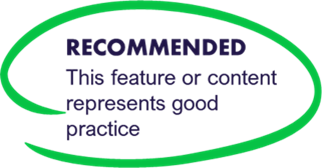 RECOMMENDED
This feature or content
represents good
practice